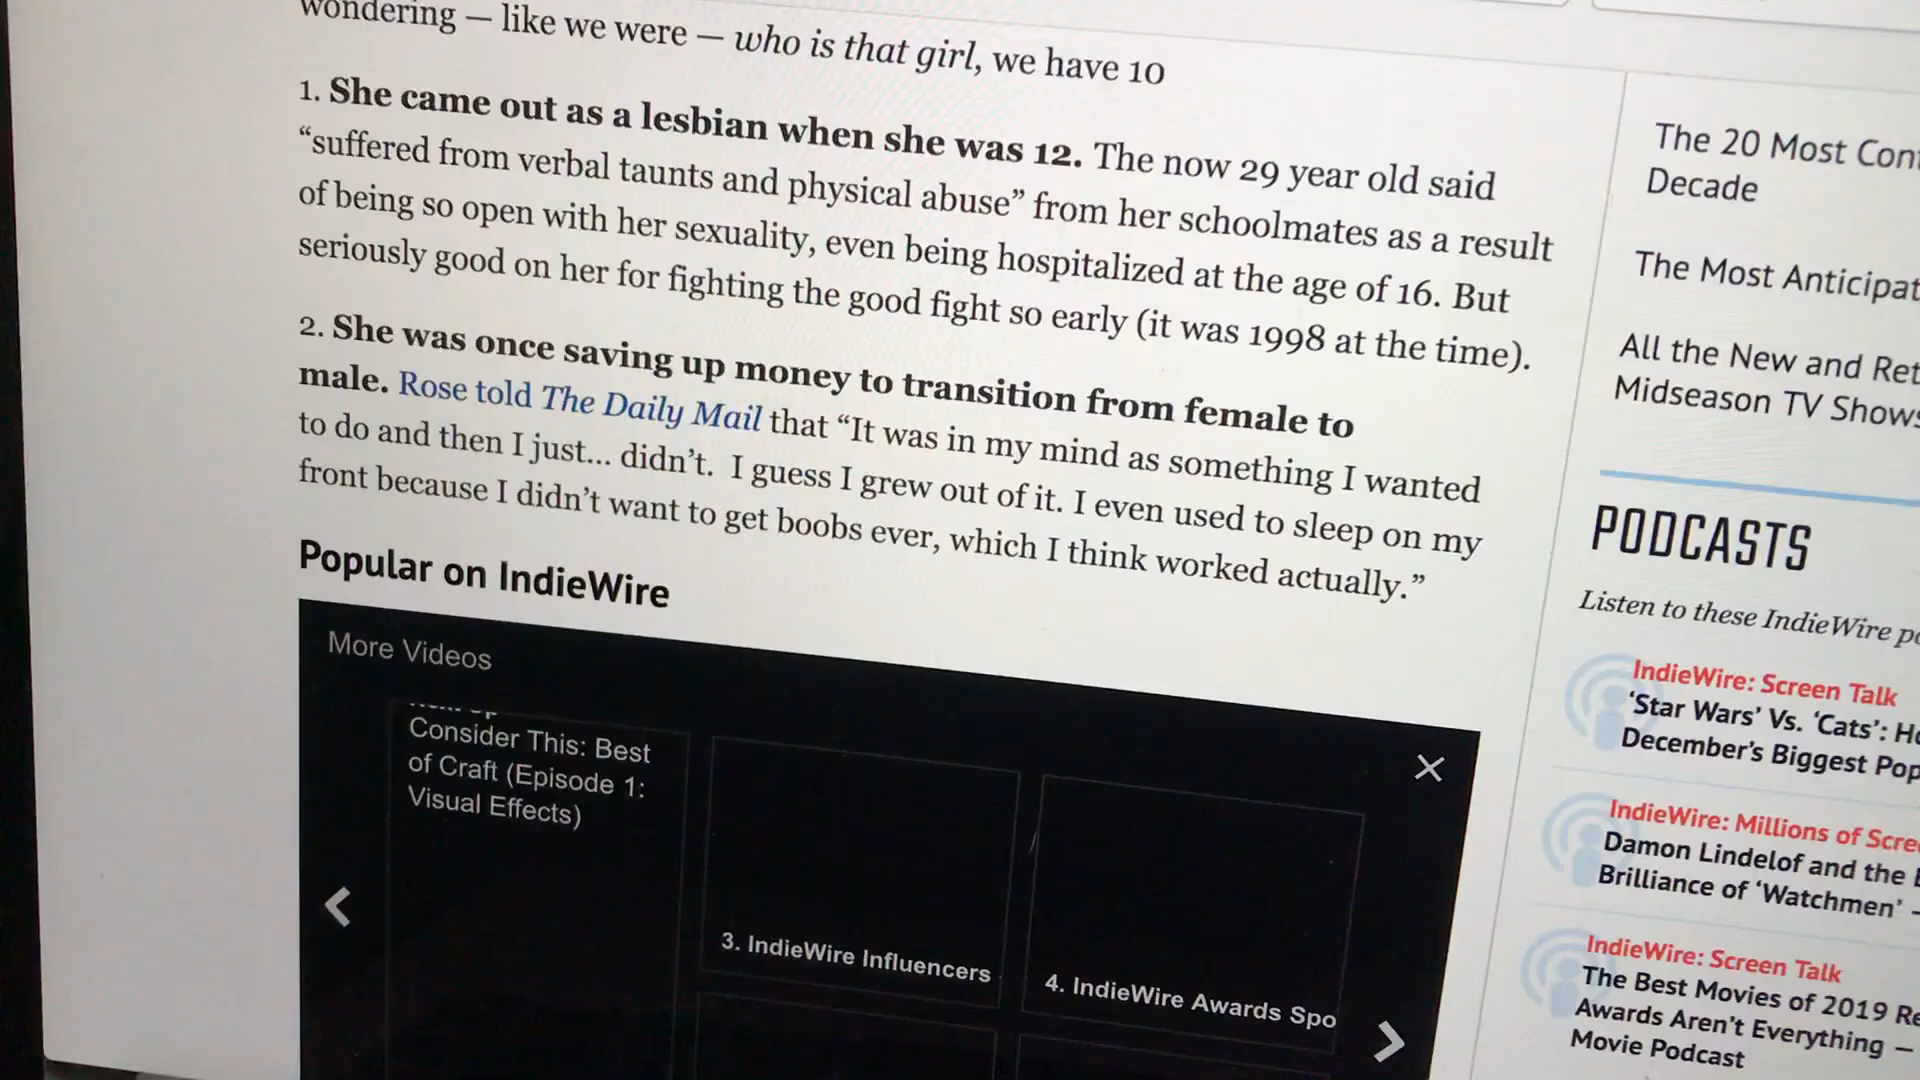 wondering — like we were — who is that girl, we have 10
1. She came out as a lesbian when she was 12. The now 29 year old said
“suffered from verbal taunts and physical abuse” from her schoolmates as a result
of being so open with her sexuality, even being hospitalized at the age of 16. But
seriously good on her for fighting the good fight so early (it was 1998 at the time).
2. She was once saving up money to transition from female to
male. Rose told The Daily Mail that “It was in my mind as something I wanted
to do and then I just... didn’t. I guess I grew out of it. I even used to sleep on my
front because I didn’t want to get boobs ever, which I think worked actually.”
Popular on IndieWire
More Videos
Consider This: Best
of Craft (Episode 1:
Visual Effects)
3. IndieWire Influencers
4. IndieWire Awards Spo
The 20 Most Con
Decade
The Most Anticipat
All the New and Ret
Midseason TV Shows
PODCASTS
Listen to these IndieWire po
IndieWire: Screen Talk
‘Star Wars’ Vs. ‘Cats’: Ho
December’s Biggest Pop
IndieWire: Millions of Scre
Damon Lindelof and the
Brilliance of ‘Watchmen’ –
IndieWire: Screen Talk
The Best Movies of 2019 Re
Awards Aren’t Everything —
Movie Podcast